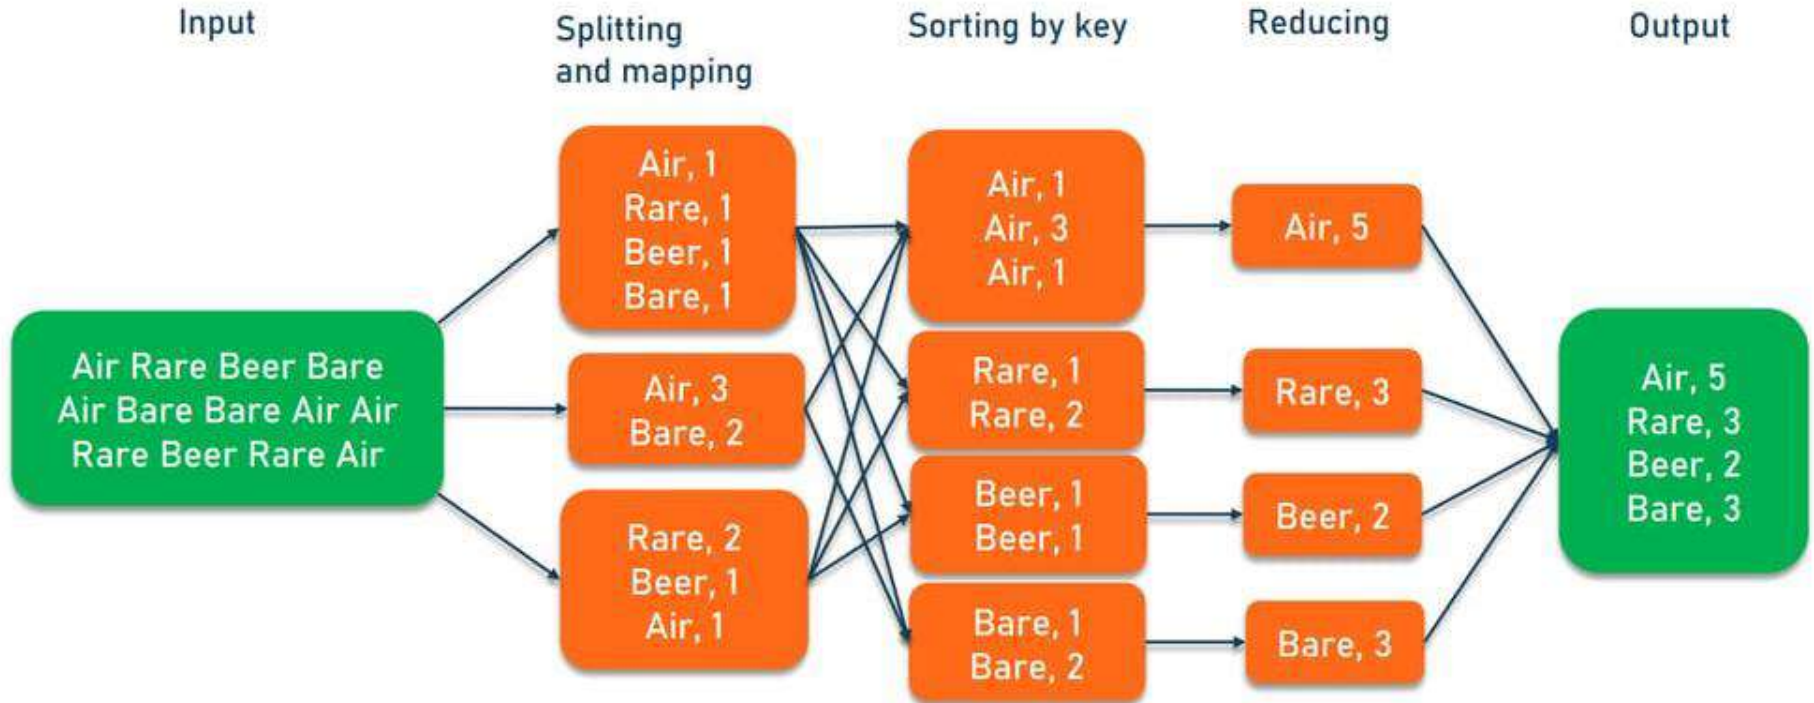 Input
Splitting
and mapping
Sorting by key
Reducing
Output
Air Rare Beer Bare
Air Bare Bare Air Air
Rare Beer Rare Air
Air, 1
Rare, 1
Beer, 1
Bare, 1
Air, 3
Bare, 2
Rare, 2
Beer, 1
Air, 1
Air, 1
Air, 3
Air, 1
Rare, 1
Rare, 2
Beer, 1
Beer, 1
Bare, 1
Bare, 2
Air, 5
Rare, 3
Beer, 2
Bare, 3
Air, 5
Rare, 3
Beer, 2
Bare, 3